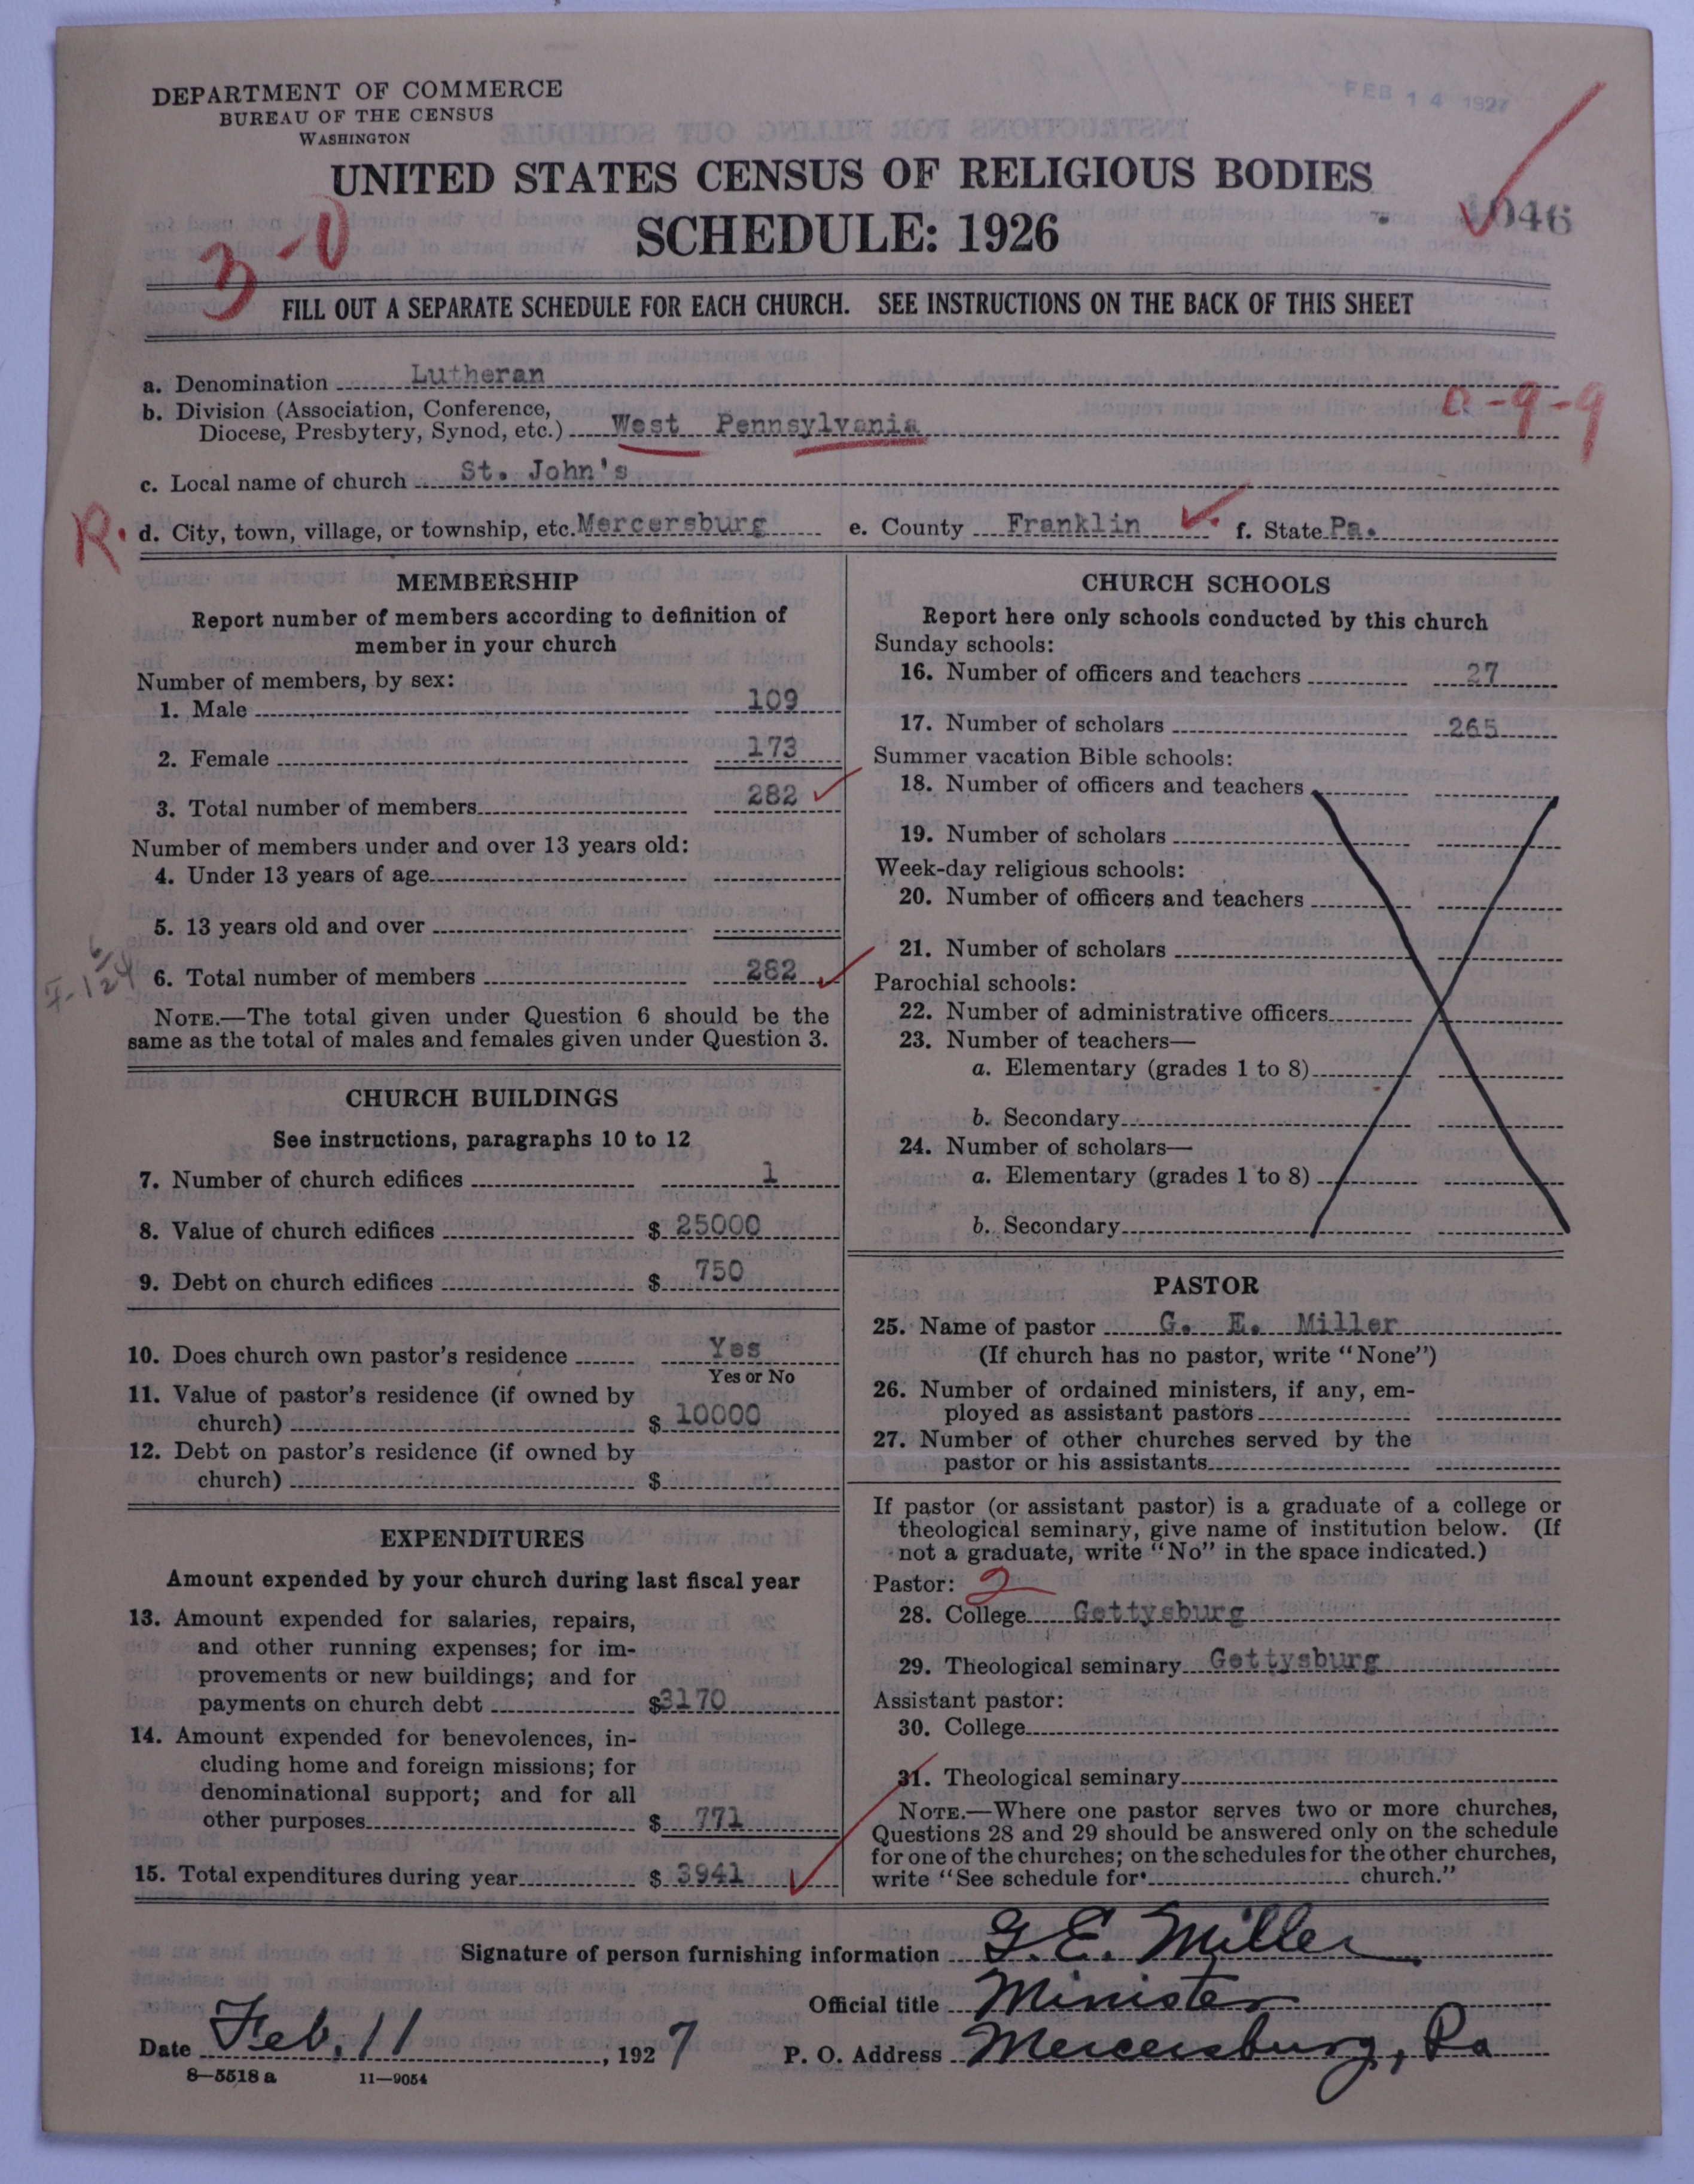 DEPARTMENT OF COMMERCE
BUREAU OF THE CENSUS
WASHINGTON
FEB 14 1927
UNITED STATES CENSUS OF RELIGIOUS BODIES
SCHEDULE: 1926
046
3-0
FILL OUT A SEPARATE SCHEDULE FOR EACH CHURCH. SEE INSTRUCTIONS ON THE BACK OF THIS SHEET
a. Denomination Lutheran
0-9-9
b. Division (Association, Conference,
Diocese, Presbytery, Synod, etc.) West Pennsylvania
c. Local name of church St. John's
R. d. City, town, village, or township, etc. Mercersburg e. County Franklin f. State Pa.
MEMBERSHIP
Report number of members according to definition of
member in your church
Number of members, by sex:
1. Male 109
2. Female 173
3. Total number of members 282
Number of members under and over 13 years old:
4. Under 13 years of age
5. 13 years old and over
6. Total number of members 282
NOTE.—The total given under Question 6 should be the
same as the total of males and females given under Question 3.
CHURCH BUILDINGS
See instructions, paragraphs 10 to 12
7. Number of church edifices 1
8. Value of church edifices $ 25000
9. Debt on church edifices $ 750
10. Does church own pastor's residence Yes
Yes or No
11. Value of pastor's residence (if owned by
church) $ 10000
12. Debt on pastor's residence (if owned by
church) $
EXPENDITURES
Amount expended by your church during last fiscal year
13. Amount expended for salaries, repairs,
and other running expenses; for im-
provements or new buildings; and for
payments on church debt $3170
14. Amount expended for benevolences, in-
cluding home and foreign missions; for
denominational support; and for all
other purposes $ 771
15. Total expenditures during year $ 3941
CHURCH SCHOOLS
Report here only schools conducted by this church
Sunday schools:
16. Number of officers and teachers 27
17. Number of scholars 265
Summer vacation Bible schools:
18. Number of officers and teachers
19. Number of scholars
Week-day religious schools:
20. Number of officers and teachers
21. Number of scholars
Parochial schools:
22. Number of administrative officers
23. Number of teachers—
a. Elementary (grades 1 to 8)
b. Secondary
24. Number of scholars—
a. Elementary (grades 1 to 8)
b. Secondary
PASTOR
25. Name of pastor G. E. Miller
(If church has no pastor, write "None")
26. Number of ordained ministers, if any, em-
ployed as assistant pastors
27. Number of other churches served by the
pastor or his assistants
If pastor (or assistant pastor) is a graduate of a college or
theological seminary, give name of institution below. (If
not a graduate, write "No" in the space indicated.)
Pastor: 2
28. College Gettysburg
29. Theological seminary Gettysburg
Assistant pastor:
30. College
31. Theological seminary
NOTE.—Where one pastor serves two or more churches,
Questions 28 and 29 should be answered only on the schedule
for one of the churches; on the schedules for the other churches,
write "See schedule for church."
Signature of person furnishing information G. E. Miller
Official title Minister
Date Feb. 11, 1927 P. O. Address Mercersburg, Pa
8—5518 a 11—9054